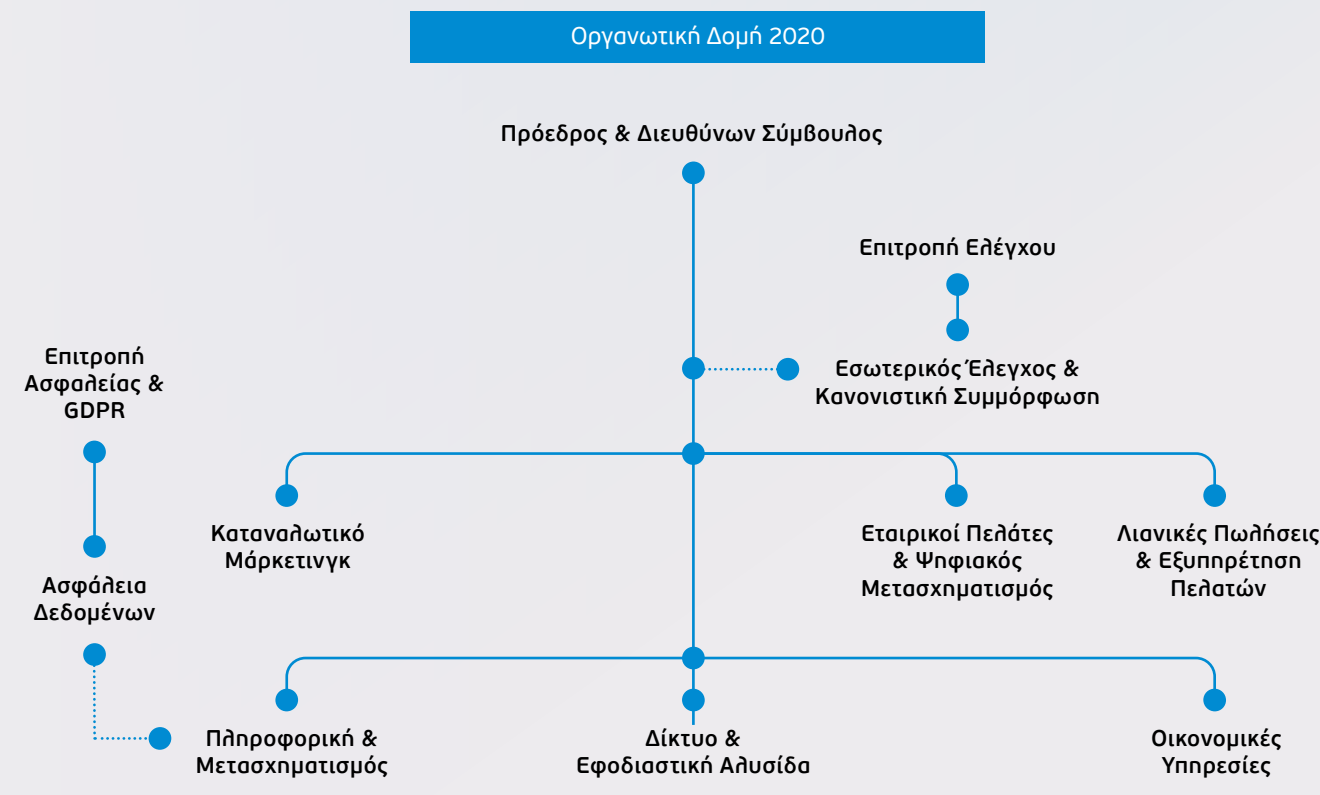 Οργανωτική Δομή 2020
Πρόεδρος & Διευθύνων Σύμβουλος
Επιτροπή Ελέγχου
Εσωτερικός Έλεγχος &
Κανονιστική Συμμόρφωση
Επιτροπή
Ασφαλείας &
GDPR
Καταναλωτικό
Μάρκετινγκ
Εταιρικοί Πελάτες
& Ψηφιακός
Μετασχηματισμός
Λιανικές Πωλήσεις
& Εξυπηρέτηση
Πελατών
Ασφάλεια
Δεδομένων
Πληροφορική &
Μετασχηματισμός
Δίκτυο &
Εφοδιαστική Αλυσίδα
Οικονομικές
Υπηρεσίες